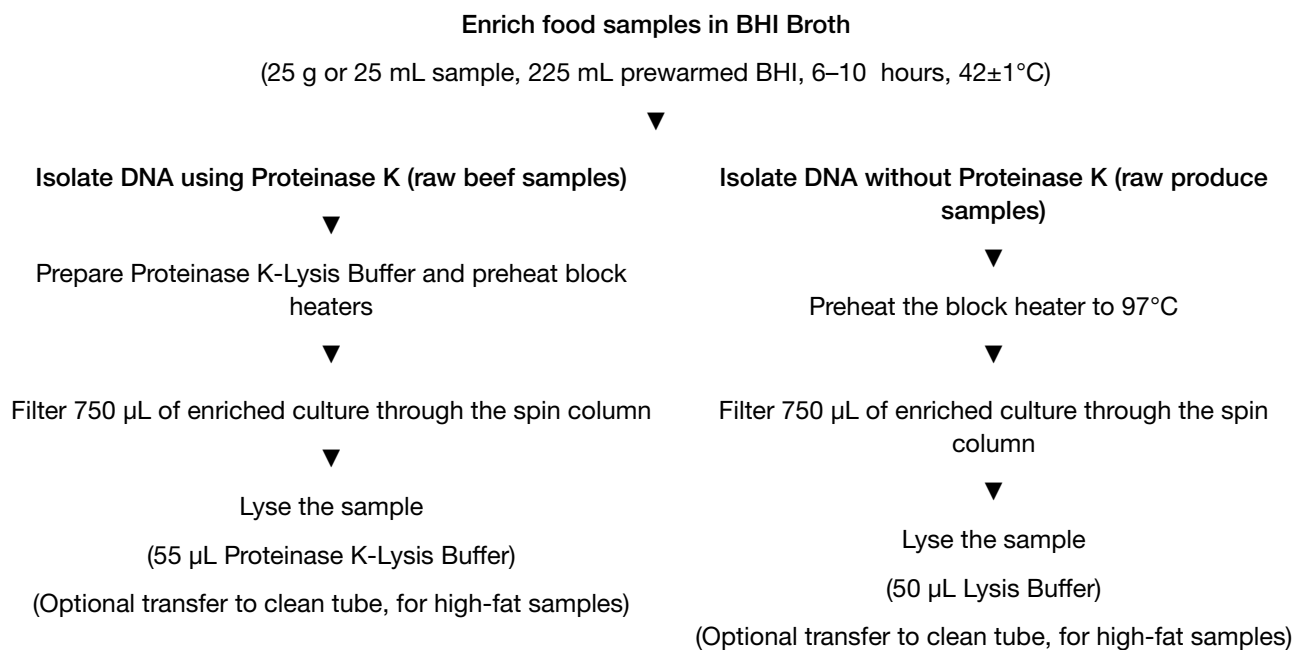 Enrich food samples in BHI Broth
(25 g or 25 mL sample, 225 mL prewarmed BHI, 6–10 hours, 42±1°C)
▼
Isolate DNA using Proteinase K (raw beef samples)
▼
Prepare Proteinase K-Lysis Buffer and preheat block
heaters
▼
Filter 750 µL of enriched culture through the spin column
▼
Lyse the sample
(55 µL Proteinase K-Lysis Buffer)
(Optional transfer to clean tube, for high-fat samples)
Isolate DNA without Proteinase K (raw produce
samples)
▼
Preheat the block heater to 97°C
▼
Filter 750 µL of enriched culture through the spin
column
▼
Lyse the sample
(50 µL Lysis Buffer)
(Optional transfer to clean tube, for high-fat samples)